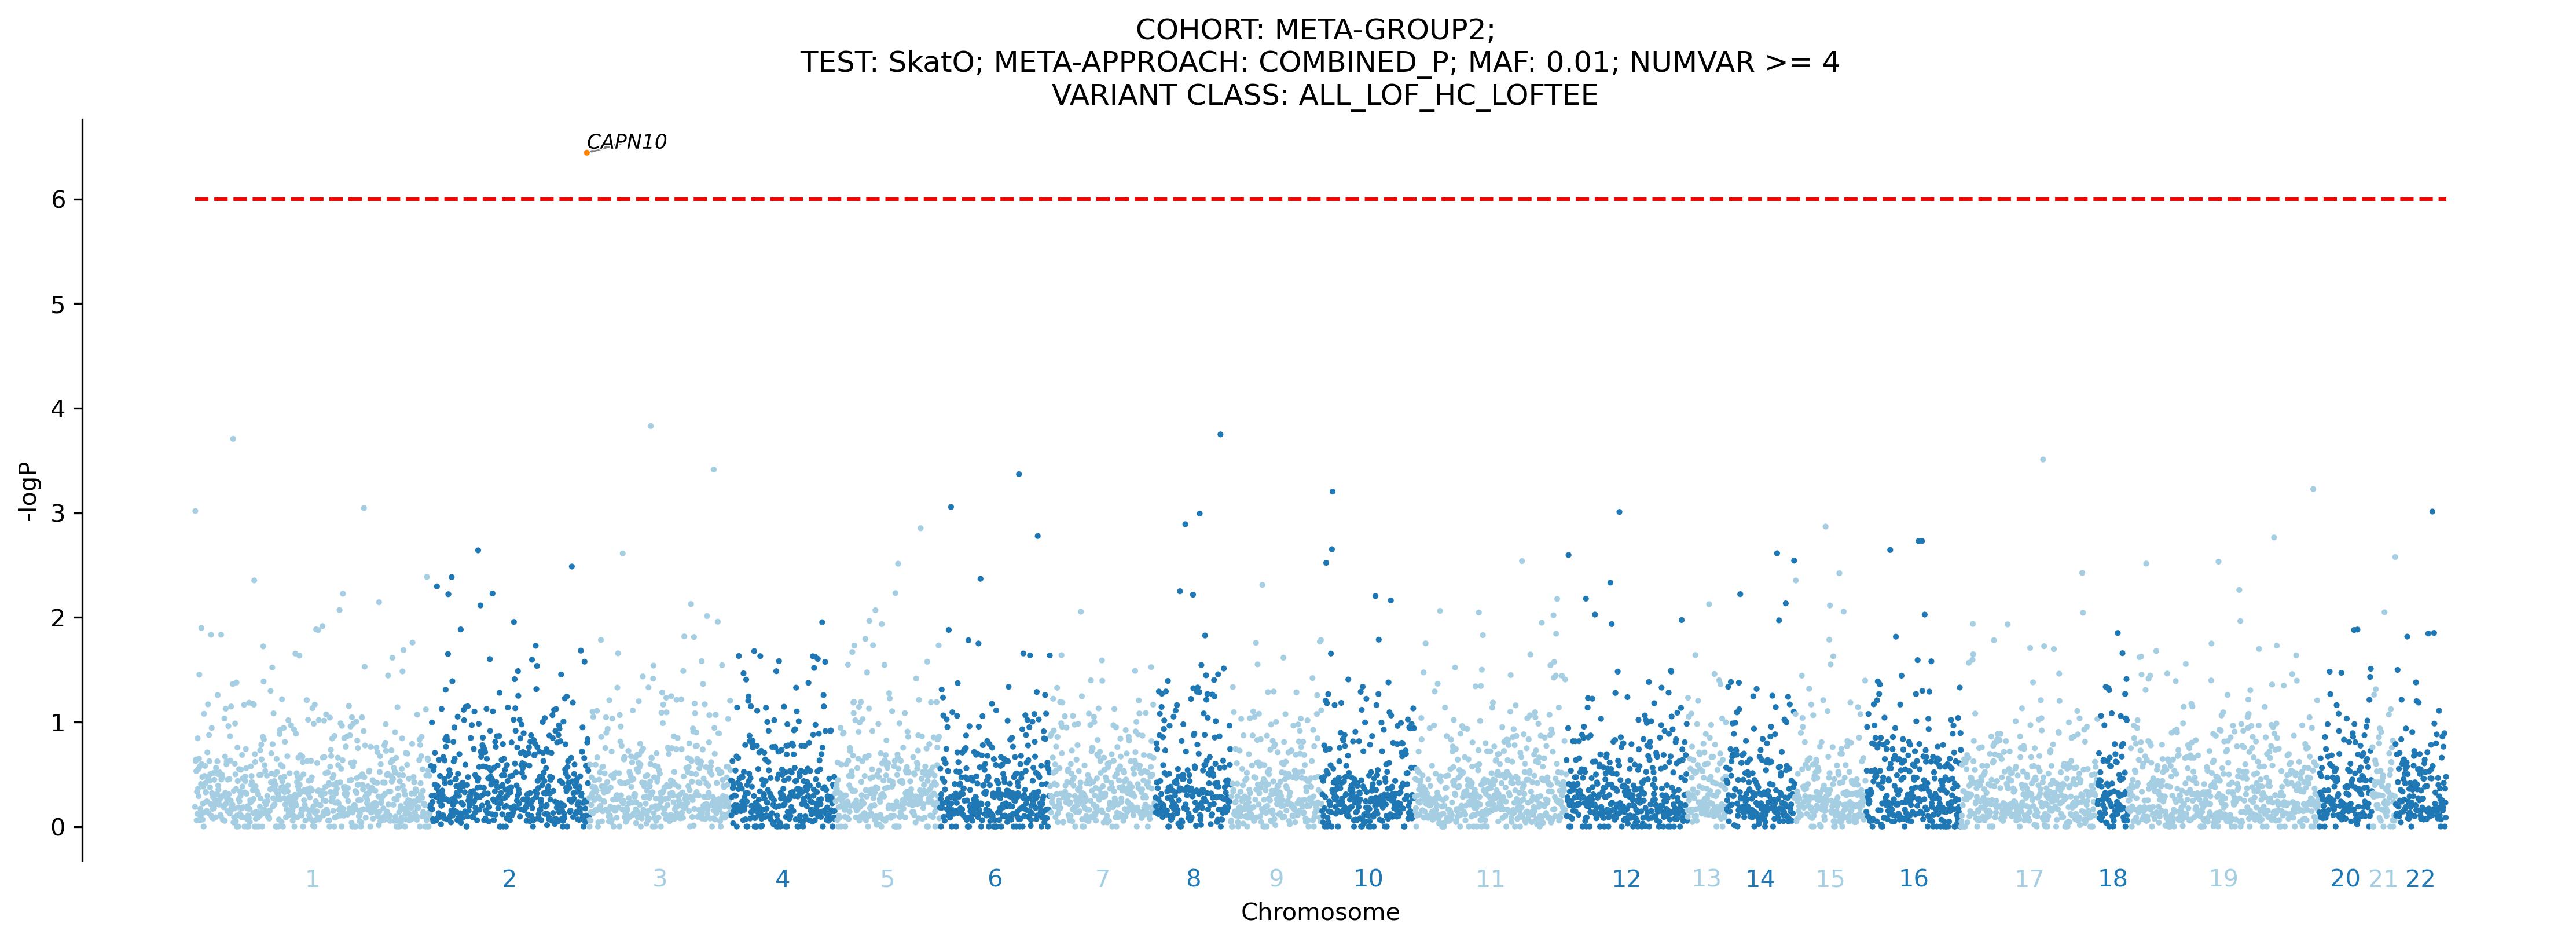 COHORT: META-GROUP2;
TEST: SkatO; META-APPROACH: COMBINED_P; MAF: 0.01; NUMVAR >= 4
VARIANT CLASS: ALL_LOF_HC_LOFTEE
CAPN10
6
5
4
3
2
1
0
-logP
1 2 3 4 5 6 7 8 9 10 11 12 13 14 15 16 17 18 19 20 21 22
Chromosome